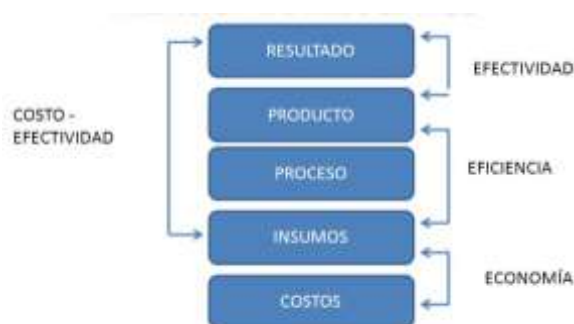 RESULTADO
EFECTIVIDAD
COSTO -
EFECTIVIDAD
PRODUCTO
PROCESO
EFICIENCIA
INSUMOS
ECONOMÍA
COSTOS